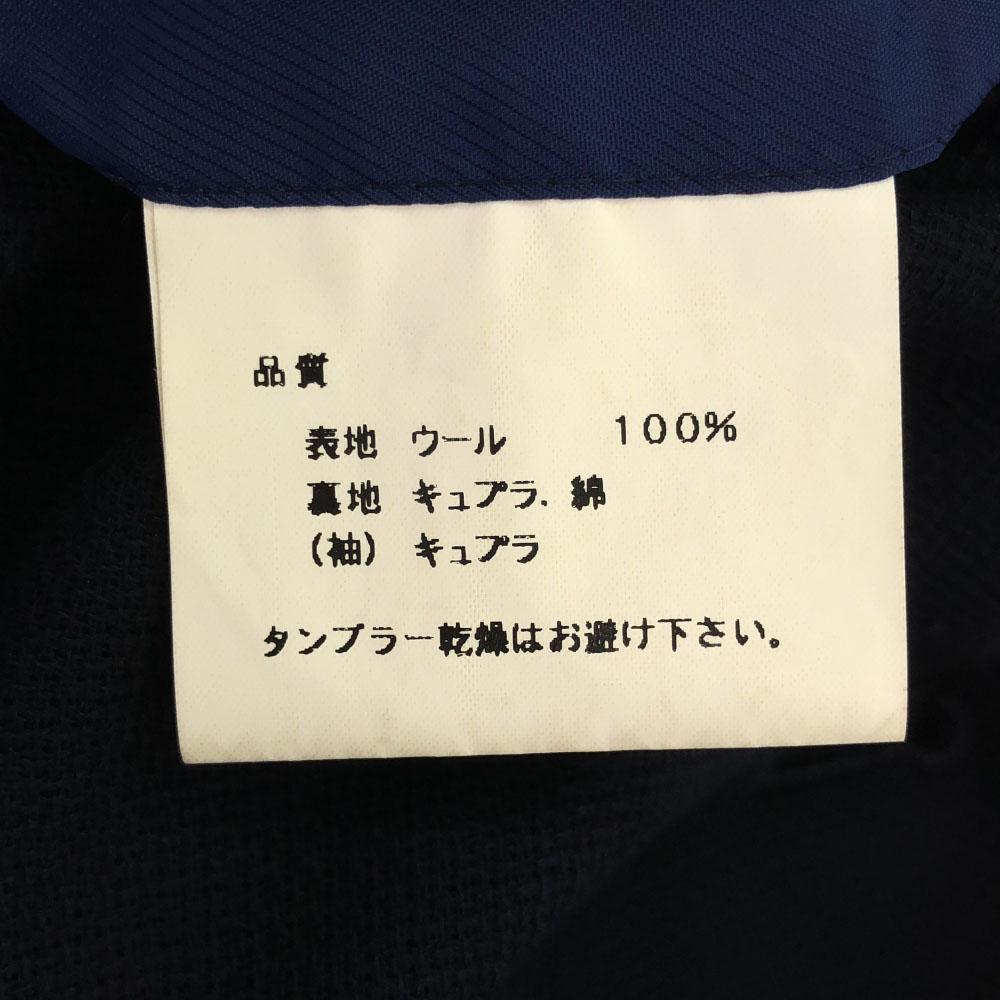 品質
表地 ウール 100%
裏地 キュプラ. 綿
(袖) キュプラ
タンブラー乾燥はお避け下さい。